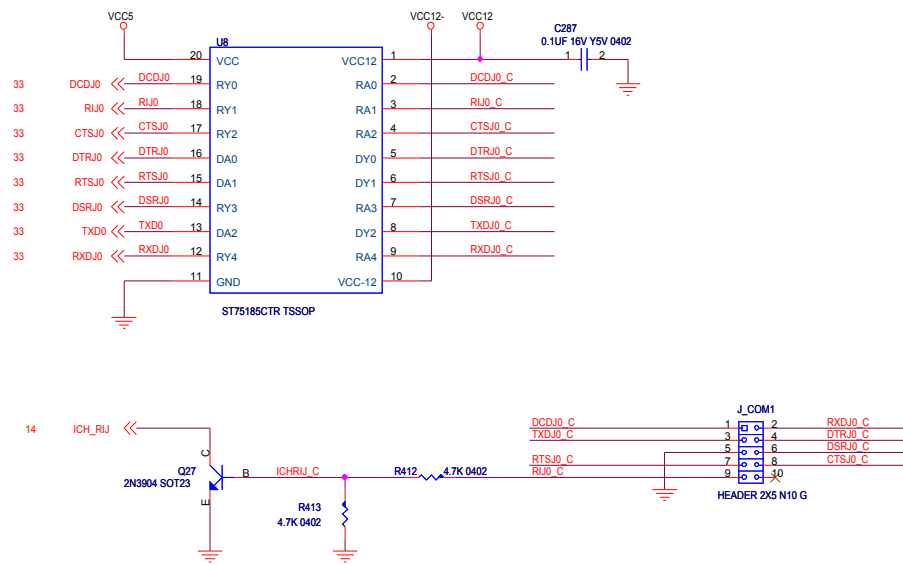 VCC5 VCC12- VCC12
C287
0.1UF 16V Y5V 0402
U8
20 VCC VCC12 1 1 2
33 DCDJ0 DCDJ0 19 RY0 RA0 2 DCDJ0_C
33 RIJ0 RIJ0 18 RY1 RA1 3 RIJ0_C
33 CTSJ0 CTSJ0 17 RY2 RA2 4 CTSJ0_C
33 DTRJ0 DTRJ0 16 DA0 DY0 5 DTRJ0_C
33 RTSJ0 RTSJ0 15 DA1 DY1 6 RTSJ0_C
33 DSRJ0 DSRJ0 14 RY3 RA3 7 DSRJ0_C
33 TXD0 TXD0 13 DA2 DY2 8 TXDJ0_C
33 RXDJ0 RXDJ0 12 RY4 RA4 9 RXDJ0_C
11 GND VCC-12 10
ST75185CTR TSSOP
J_COM1
14 ICH_RIJ
DCDJ0_C 1 2 RXDJ0_C
TXDJ0_C 3 4 DTRJ0_C
5 6 DSRJ0_C
RTSJ0_C 7 8 CTSJ0_C
RIJ0_C 9 10
HEADER 2X5 N10 G
C
Q27 B ICHRIJ_C R412 4.7K 0402
2N3904 SOT23
E
R413
4.7K 0402